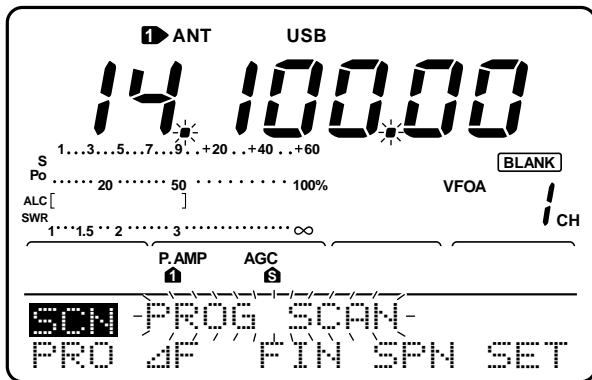 1 ANT USB
14.100.00
1...3...5...7...9..+20..+40..+60
S
Po 20 50 100%
BLANK
VFOA
ALC [ ]
1 CH
SWR
1 1.5 2 3 ∞
P.AMP AGC
1 S
SCN PROG SCAN
PRO ⊿F FIN SPN SET